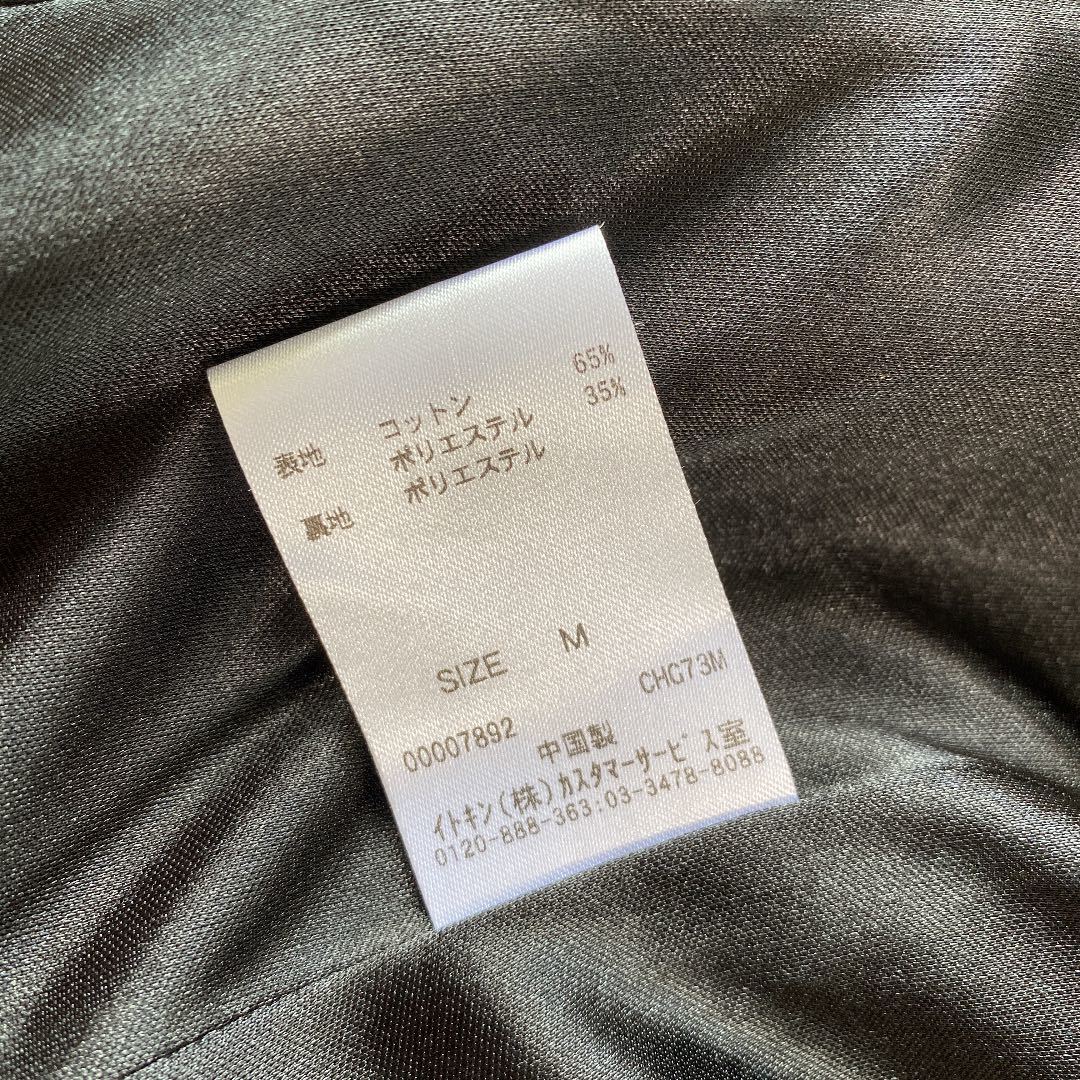 表地 コットン 65%
ポリエステル 35%
裏地 ポリエステル
SIZE M
00007892 CHG73M
中国製
イトキン(株)カスタマーサービス室
0120-888-363:03-3478-8088